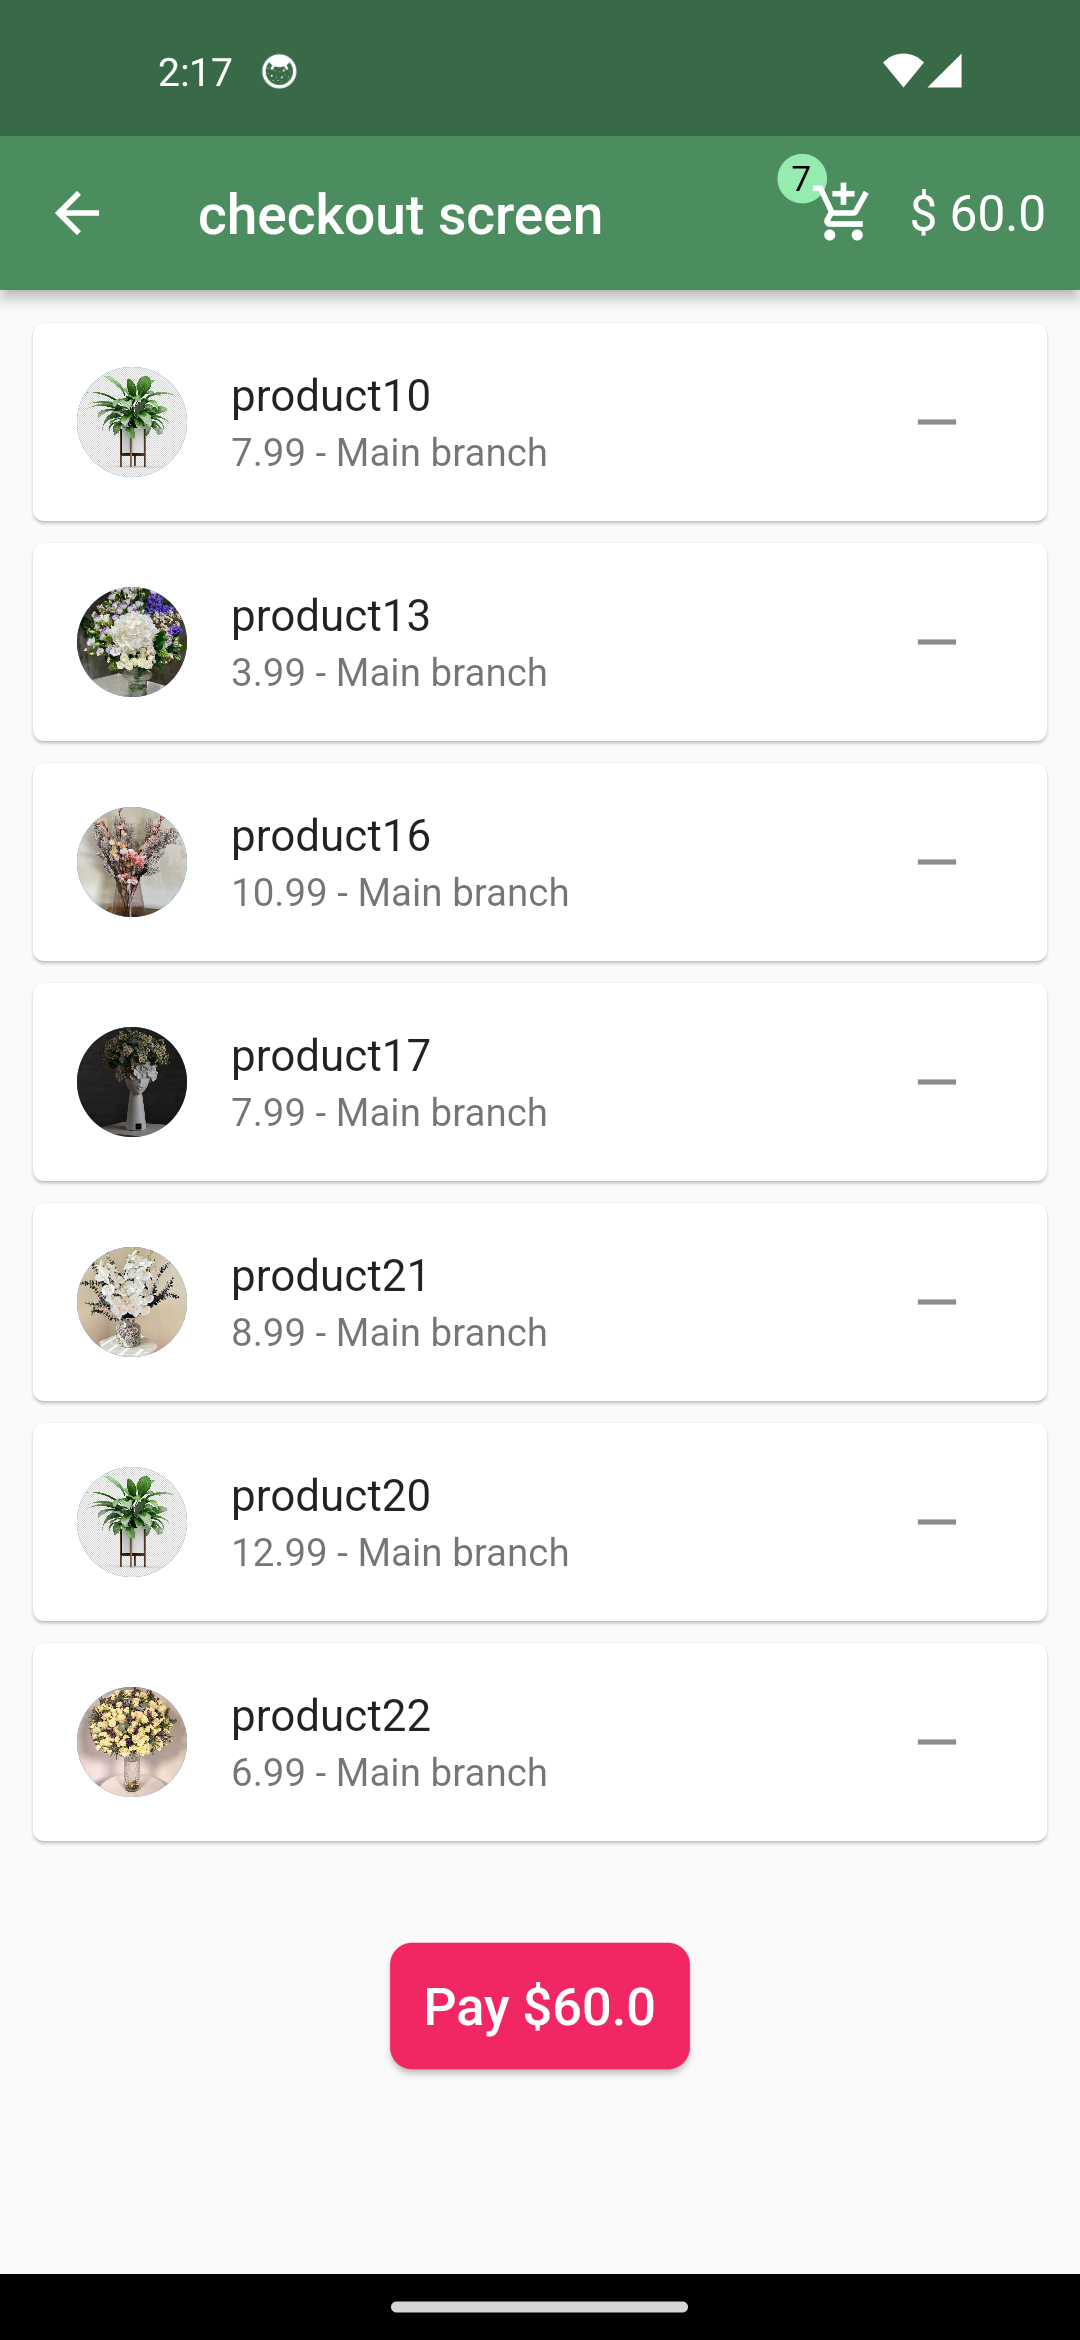 2:17
checkout screen
7
$ 60.0
product10
7.99 - Main branch
product13
3.99 - Main branch
product16
10.99 - Main branch
product17
7.99 - Main branch
product21
8.99 - Main branch
product20
12.99 - Main branch
product22
6.99 - Main branch
Pay $60.0